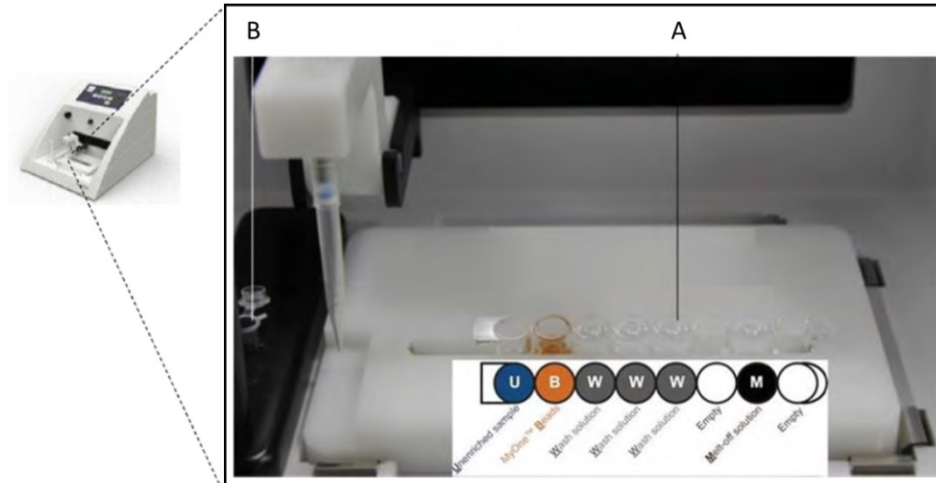 B
A
U
B
W
W
W
M
Unenriched sample
MyOne™ Beads
Wash solution
Wash solution
Wash solution
Empty
Melt-off solution
Empty